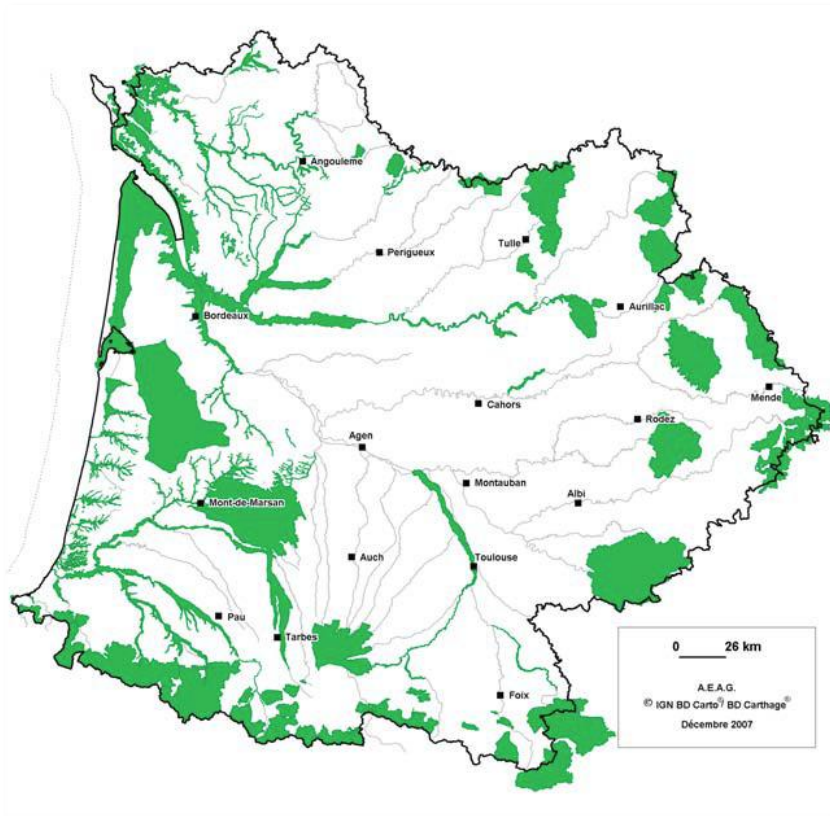 Angouleme
Perigueux
Tulle
Aurillac
Bordeaux
Mende
Cahors
Rodez
Agen
Montauban
Albi
Mont-de-Marsan
Auch
Toulouse
Pau
Tarbes
Foix
0 26 km
A.E.A.G.
© IGN BD Carto®/ BD Carthage®
Décembre 2007